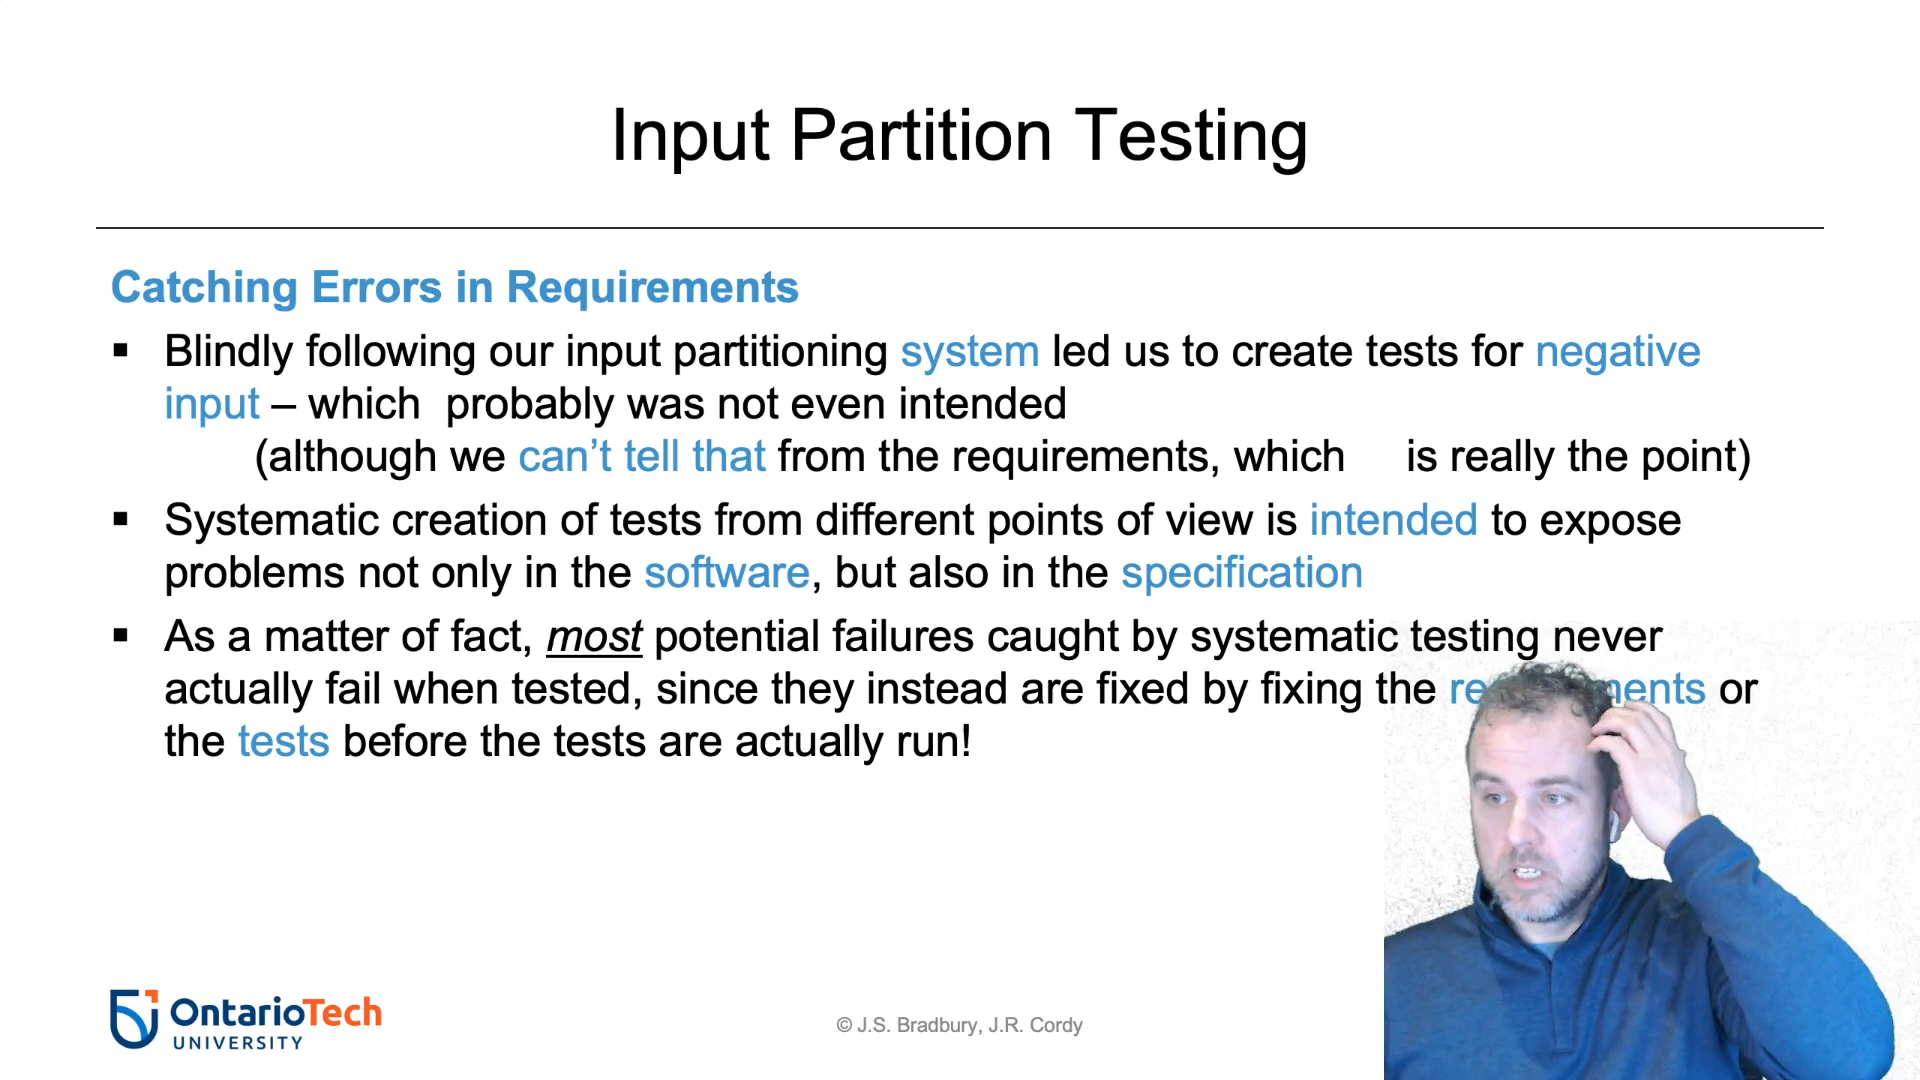 Input Partition Testing
Catching Errors in Requirements
▪ Blindly following our input partitioning system led us to create tests for negative
input – which probably was not even intended
(although we can’t tell that from the requirements, which is really the point)
▪ Systematic creation of tests from different points of view is intended to expose
problems not only in the software, but also in the specification
▪ As a matter of fact, most potential failures caught by systematic testing never
actually fail when tested, since they instead are fixed by fixing the or
the tests before the tests are actually run!
OntarioTech
UNIVERSITY
© J.S. Bradbury, J.R. Cordy